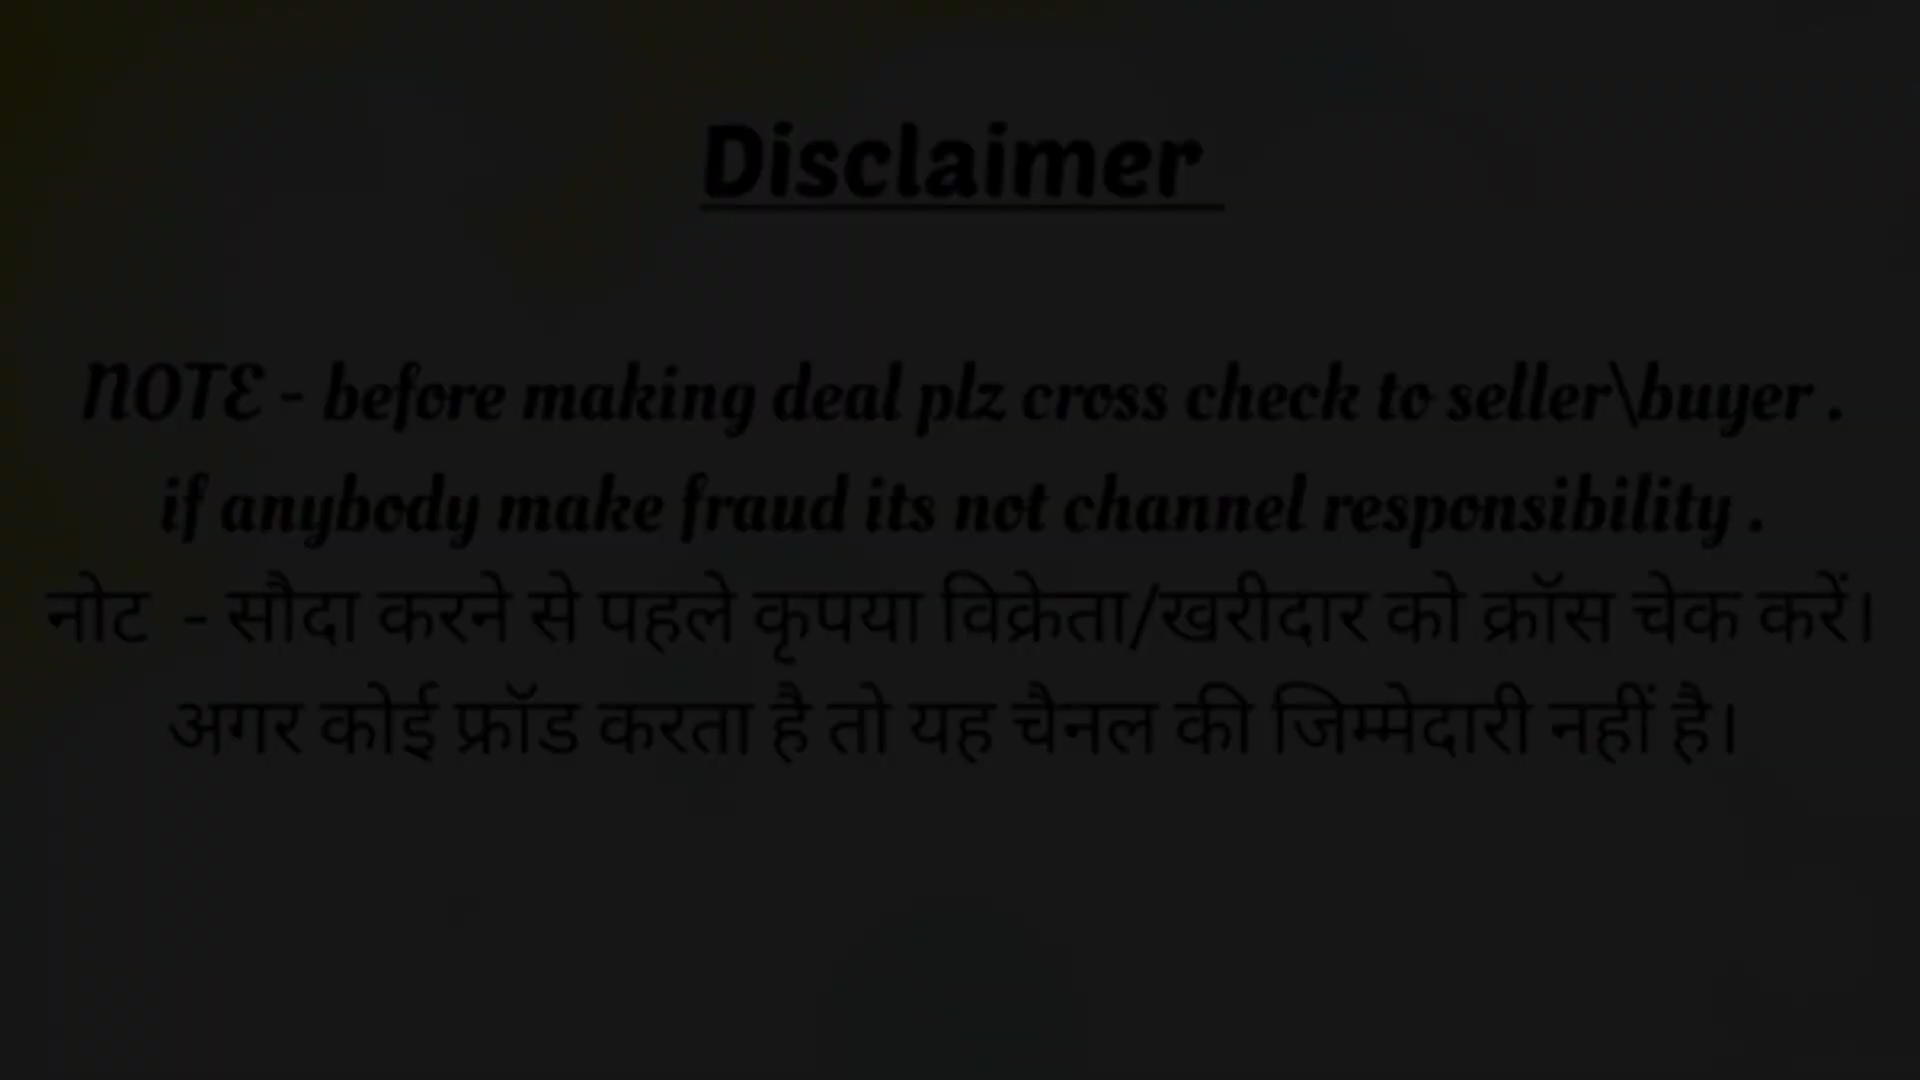 Disclaimer
NOTE - before making deal plz cross check to seller\buyer .
if anybody make fraud its not channel responsibility .
नोट - सौदा करने से पहले कृपया विक्रेता/खरीदार को क्रॉस चेक करें।
अगर कोई फ्रॉड करता है तो यह चैनल की जिम्मेदारी नहीं है।